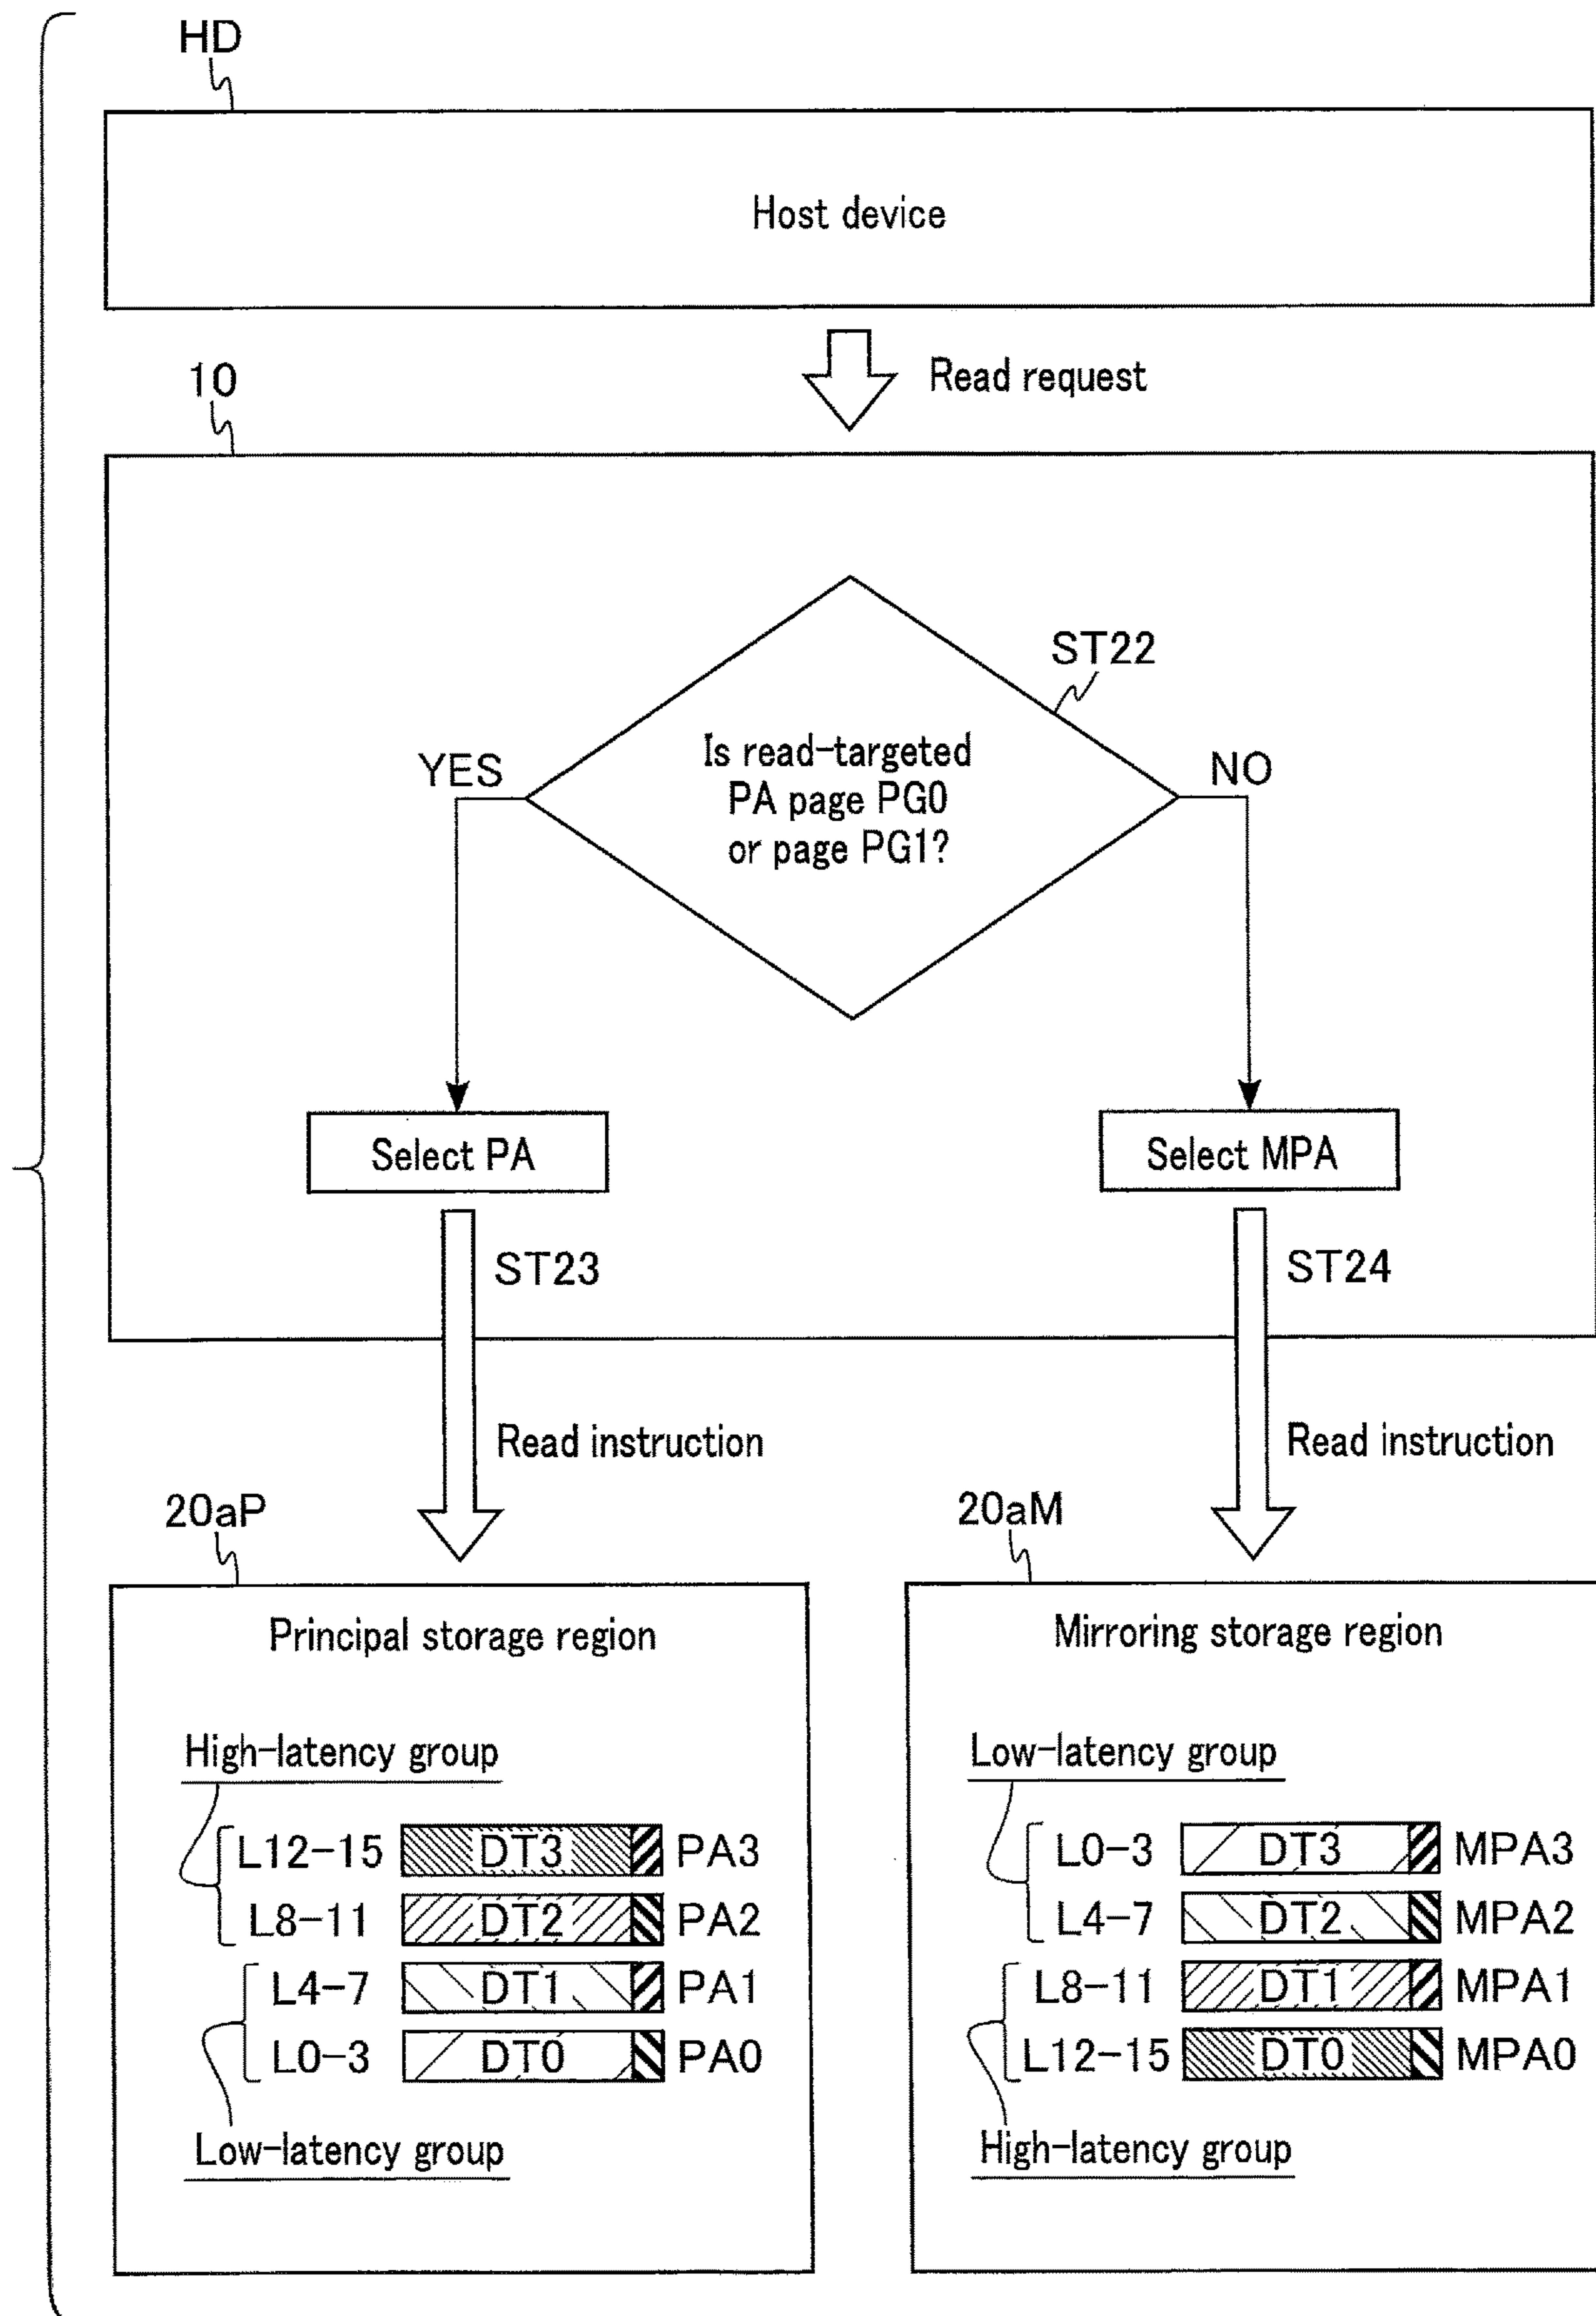 HD
Host device
Read request
10
ST22
Is read-targeted
PA page PG0
or page PG1?
YES
NO
Select PA
Select MPA
ST23
ST24
Read instruction
Read instruction
20aP
20aM
Principal storage region
High-latency group
L12-15 DT3 PA3
L8-11 DT2 PA2
L4-7 DT1 PA1
L0-3 DT0 PA0
Low-latency group
Mirroring storage region
Low-latency group
L0-3 DT3 MPA3
L4-7 DT2 MPA2
L8-11 DT1 MPA1
L12-15 DT0 MPA0
High-latency group